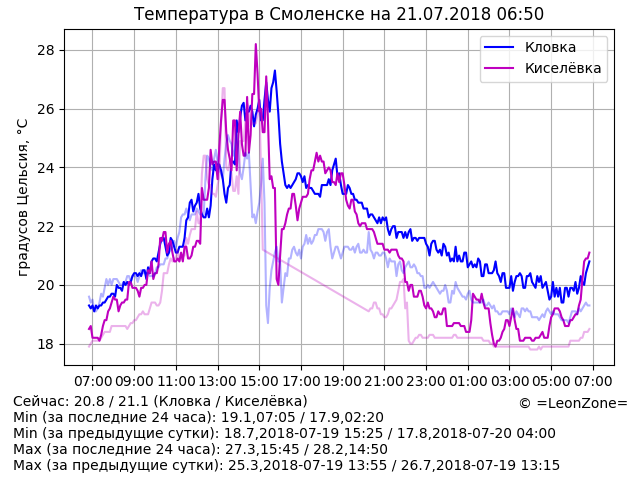 Температура в Смоленске на 21.07.2018 06:50
Кловка
Киселёвка
градусов Цельсия, °C
28
26
24
22
20
18
07:00 09:00 11:00 13:00 15:00 17:00 19:00 21:00 23:00 01:00 03:00 05:00 07:00
Сейчас: 20.8 / 21.1 (Кловка / Киселёвка)
© =LeonZone=
Min (за последние 24 часа): 19.1,07:05 / 17.9,02:20
Min (за предыдущие сутки): 18.7,2018-07-19 15:25 / 17.8,2018-07-20 04:00
Max (за последние 24 часа): 27.3,15:45 / 28.2,14:50
Max (за предыдущие сутки): 25.3,2018-07-19 13:55 / 26.7,2018-07-19 13:15